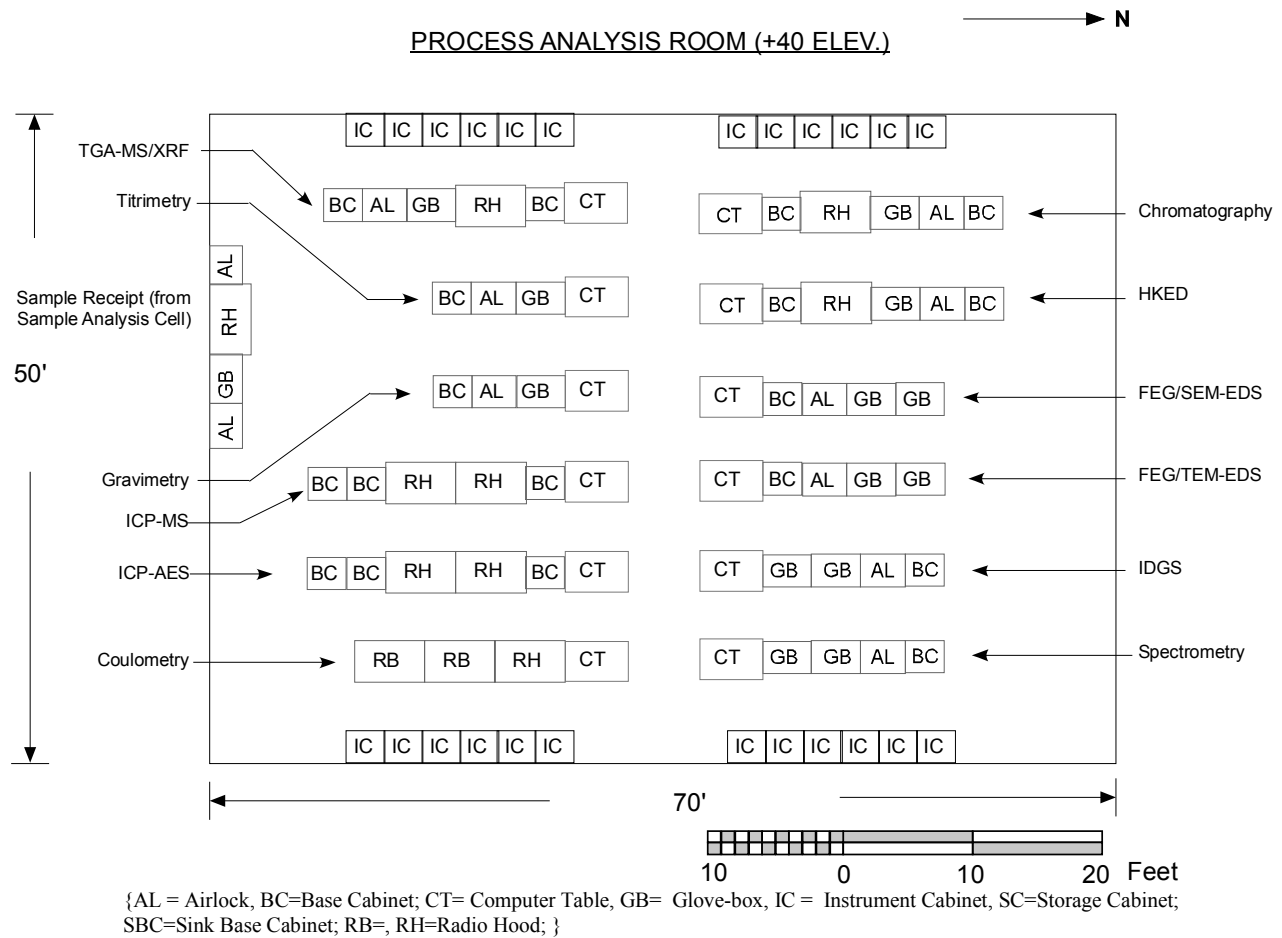 N
PROCESS ANALYSIS ROOM (+40 ELEV.)
IC IC IC IC IC IC
IC IC IC IC IC IC
TGA-MS/XRF
BC AL GB RH BC CT
CT BC RH GB AL BC
Chromatography
Titrimetry
BC AL GB CT
CT BC RH GB AL BC
HKED
Sample Receipt (from
Sample Analysis Cell)
AL
RH
GB
AL
50'
BC AL GB CT
CT BC AL GB GB
FEG/SEM-EDS
Gravimetry
ICP-MS
BC BC RH RH BC CT
CT BC AL GB GB
FEG/TEM-EDS
ICP-AES
BC BC RH RH BC CT
CT GB GB AL BC
IDGS
Coulometry
RB RB RH CT
CT GB GB AL BC
Spectrometry
IC IC IC IC IC IC
IC IC IC IC IC IC
70'
10 0 10 20 Feet
{AL = Airlock, BC=Base Cabinet; CT= Computer Table, GB= Glove-box, IC = Instrument Cabinet, SC=Storage Cabinet;
SBC=Sink Base Cabinet; RB=, RH=Radio Hood; }